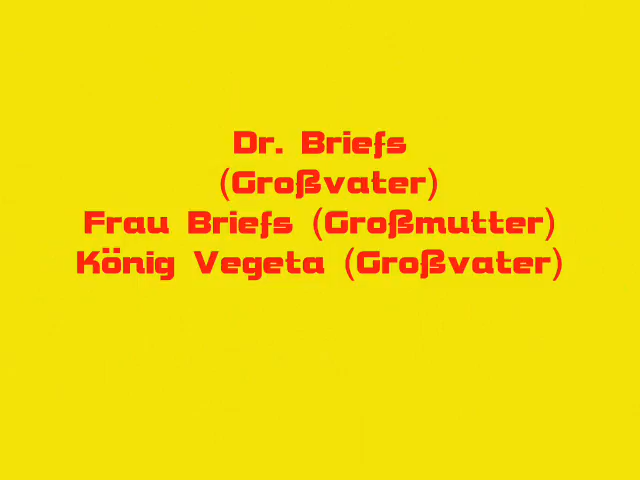 Dr. Briefs
(Großvater)
Frau Briefs (Großmutter)
König Vegeta (Großvater)